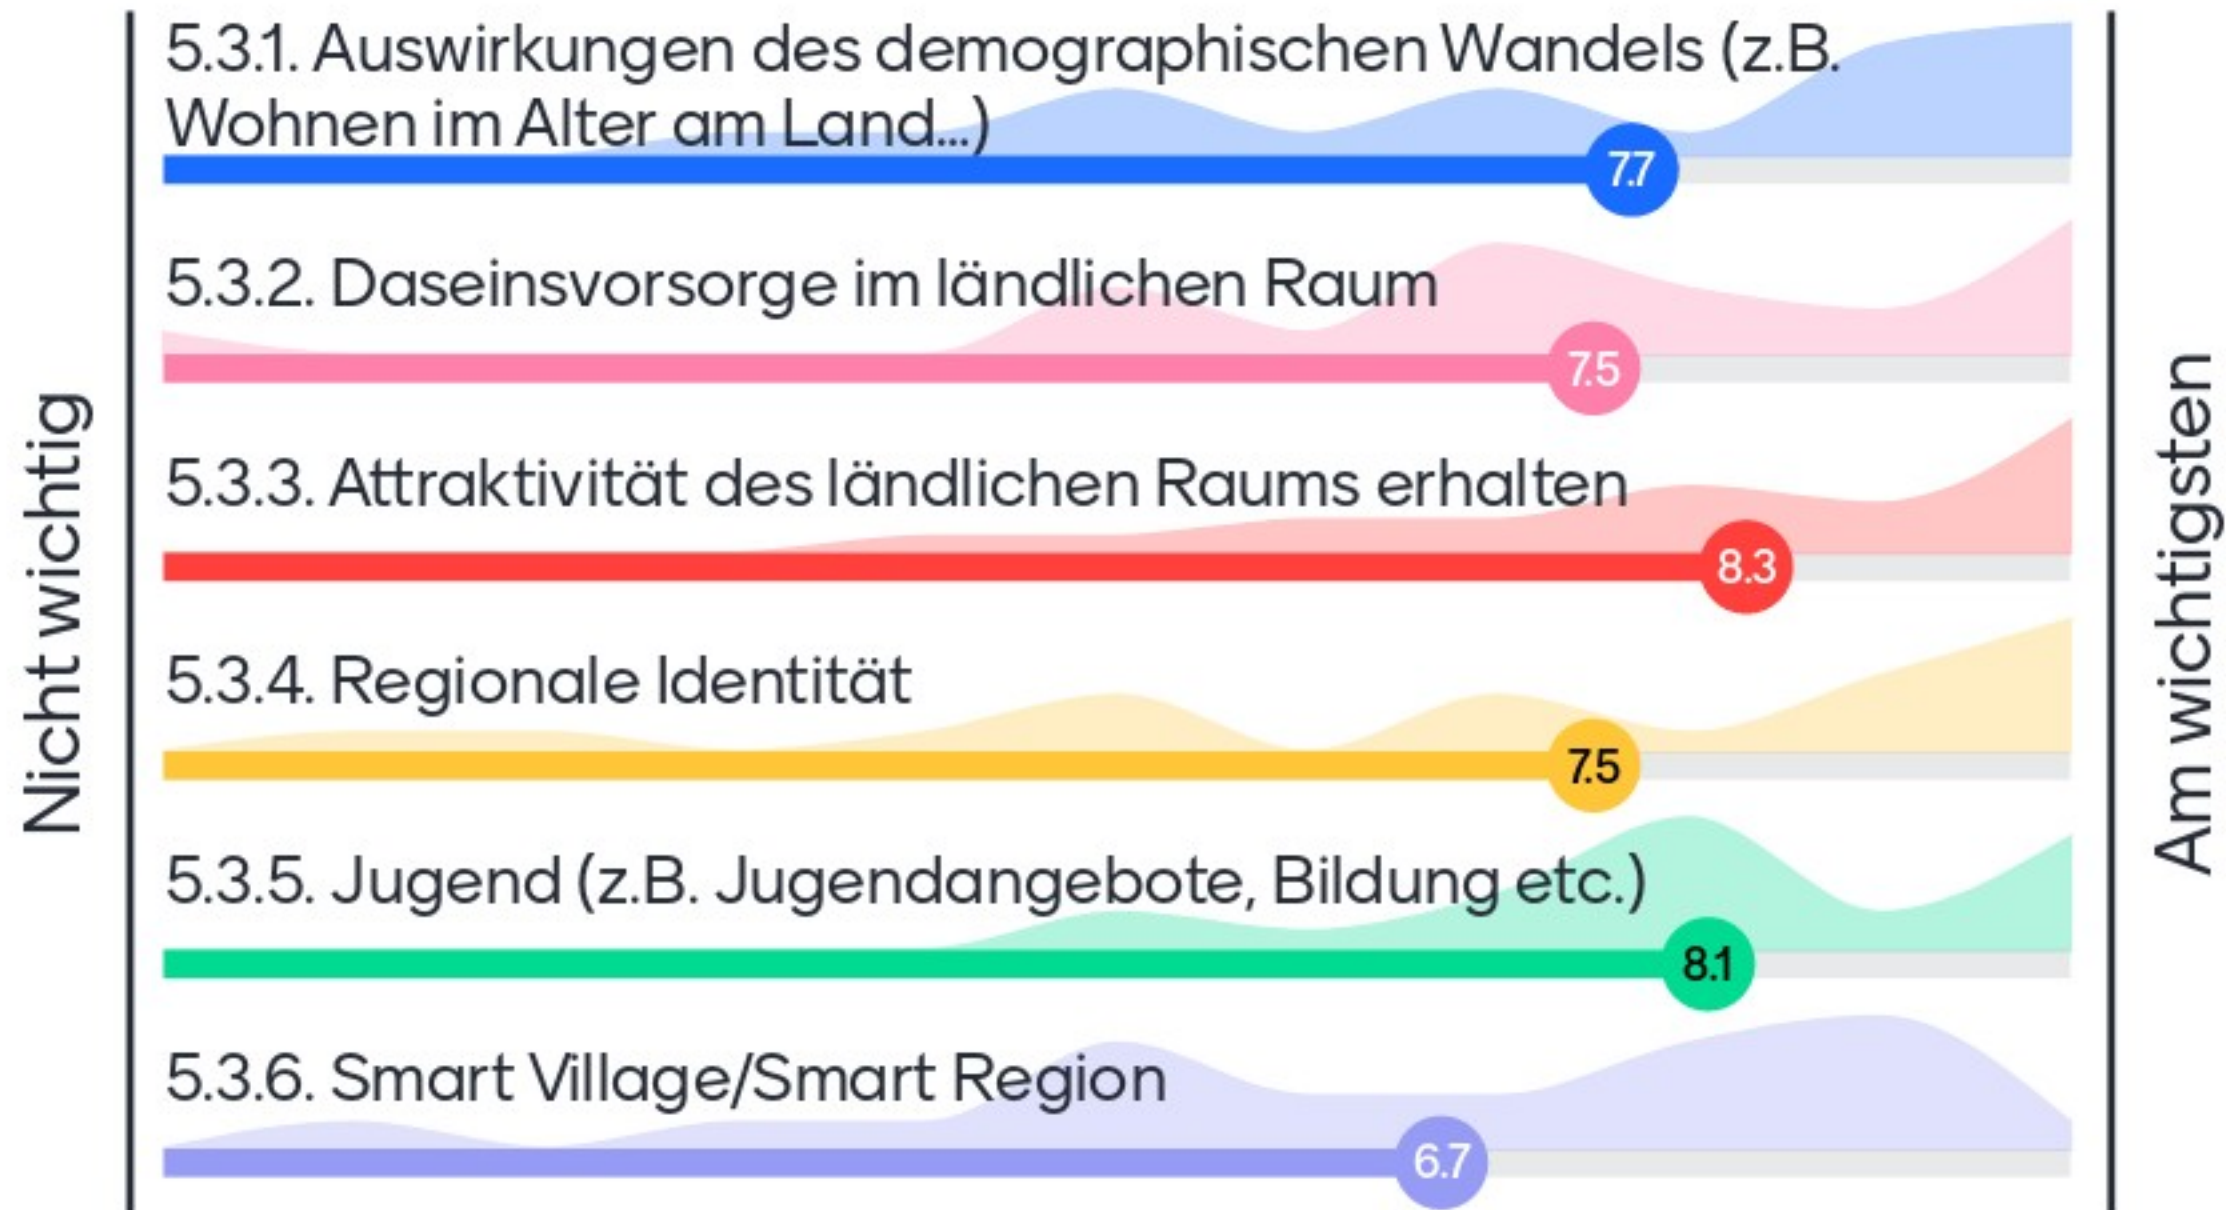 Nicht wichtig
5.3.1. Auswirkungen des demographischen Wandels (z.B.
Wohnen im Alter am Land...)
7.7
5.3.2. Daseinsvorsorge im ländlichen Raum
7.5
5.3.3. Attraktivität des ländlichen Raums erhalten
8.3
5.3.4. Regionale Identität
7.5
5.3.5. Jugend (z.B. Jugendangebote, Bildung etc.)
8.1
5.3.6. Smart Village/Smart Region
6.7
Am wichtigsten